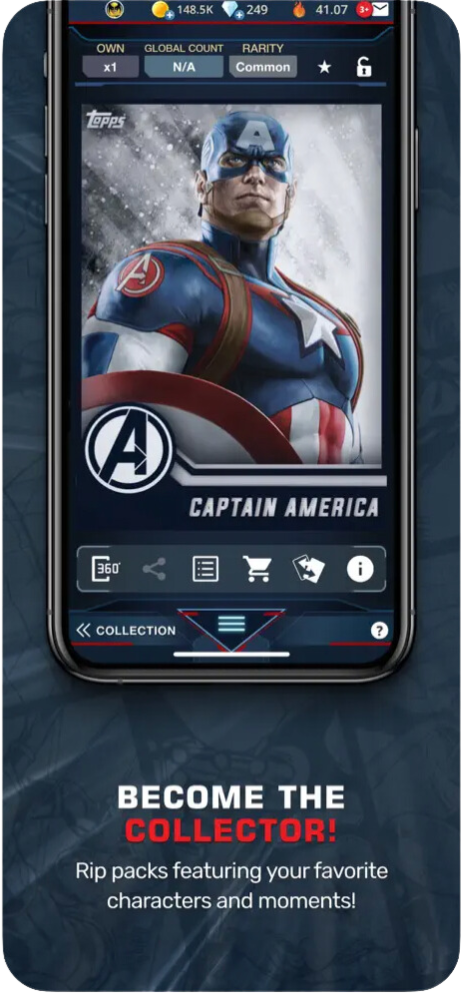 148.5K 249 41.07 3+
OWN GLOBAL COUNT RARITY
x1 N/A Common
Topps
A
A
A
CAPTAIN AMERICA
360°
i
COLLECTION ?
BECOME THE
COLLECTOR!
Rip packs featuring your favorite
characters and moments!